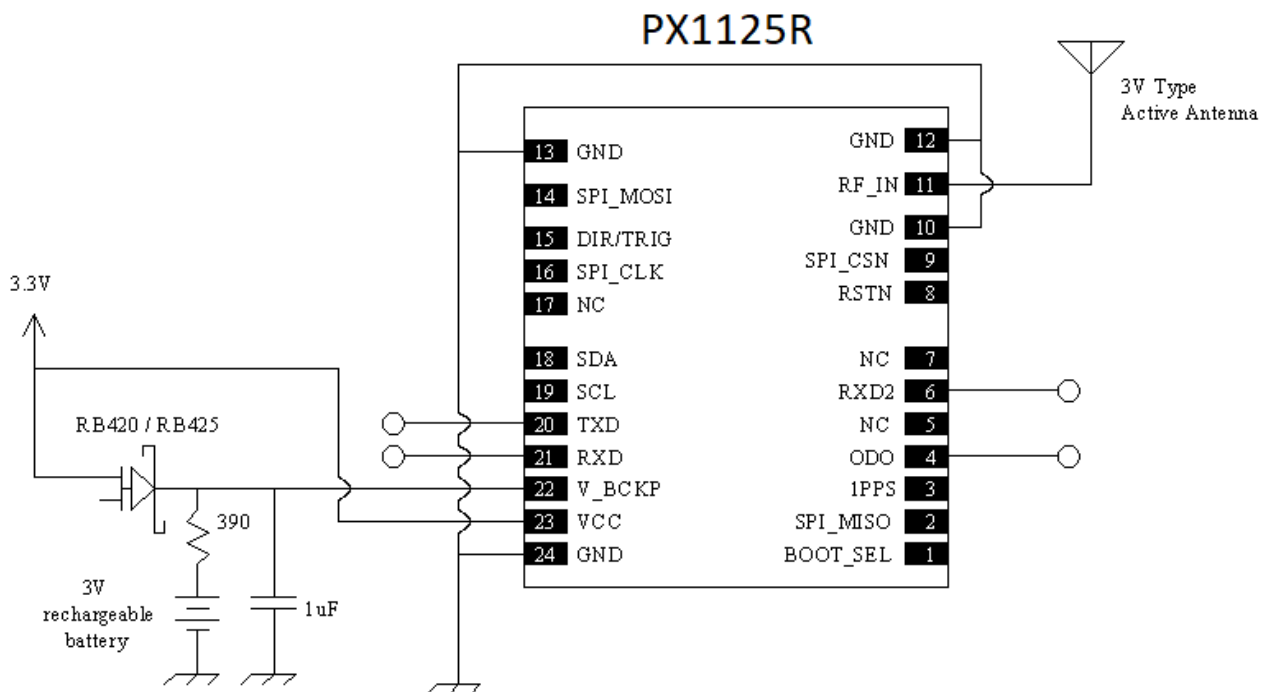 PX1125R
3V Type
Active Antenna
13 GND
14 SPI_MOSI
15 DIR/TRIG
16 SPI_CLK
17 NC
18 SDA
19 SCL
20 TXD
21 RXD
22 V_BCKP
23 VCC
24 GND
GND 12
RF_IN 11
GND 10
SPI_CSN 9
RSTN 8
NC 7
RXD2 6
NC 5
ODO 4
1PPS 3
SPI_MISO 2
BOOT_SEL 1
3.3V
RB420 / RB425
390
3V
rechargeable
battery
1uF